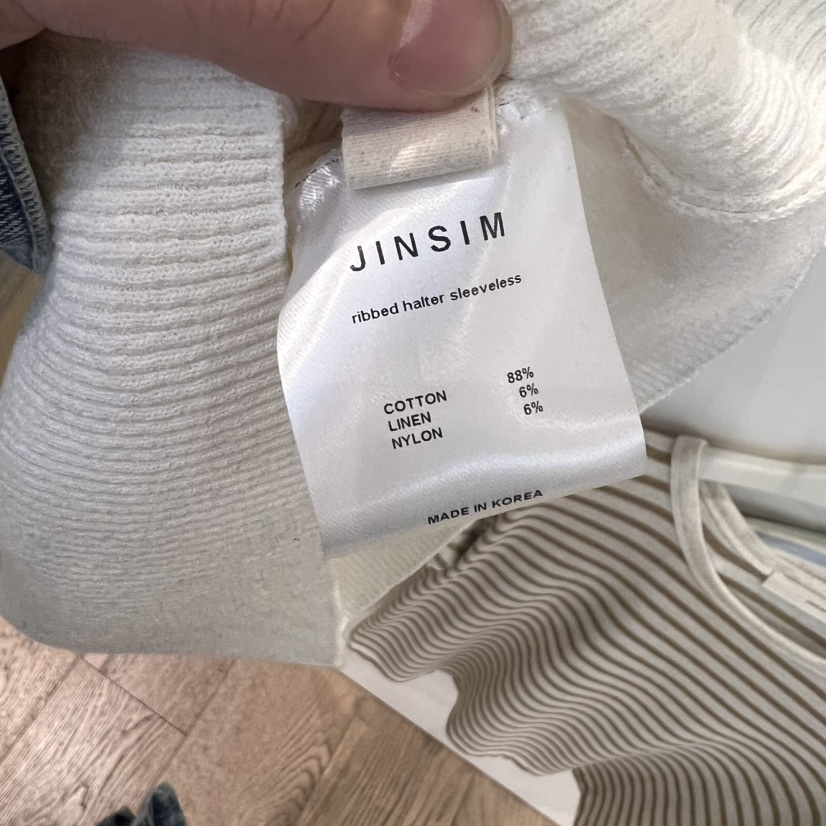 JINSIM
ribbed halter sleeveless
COTTON 88%
LINEN 6%
NYLON 6%
MADE IN KOREA